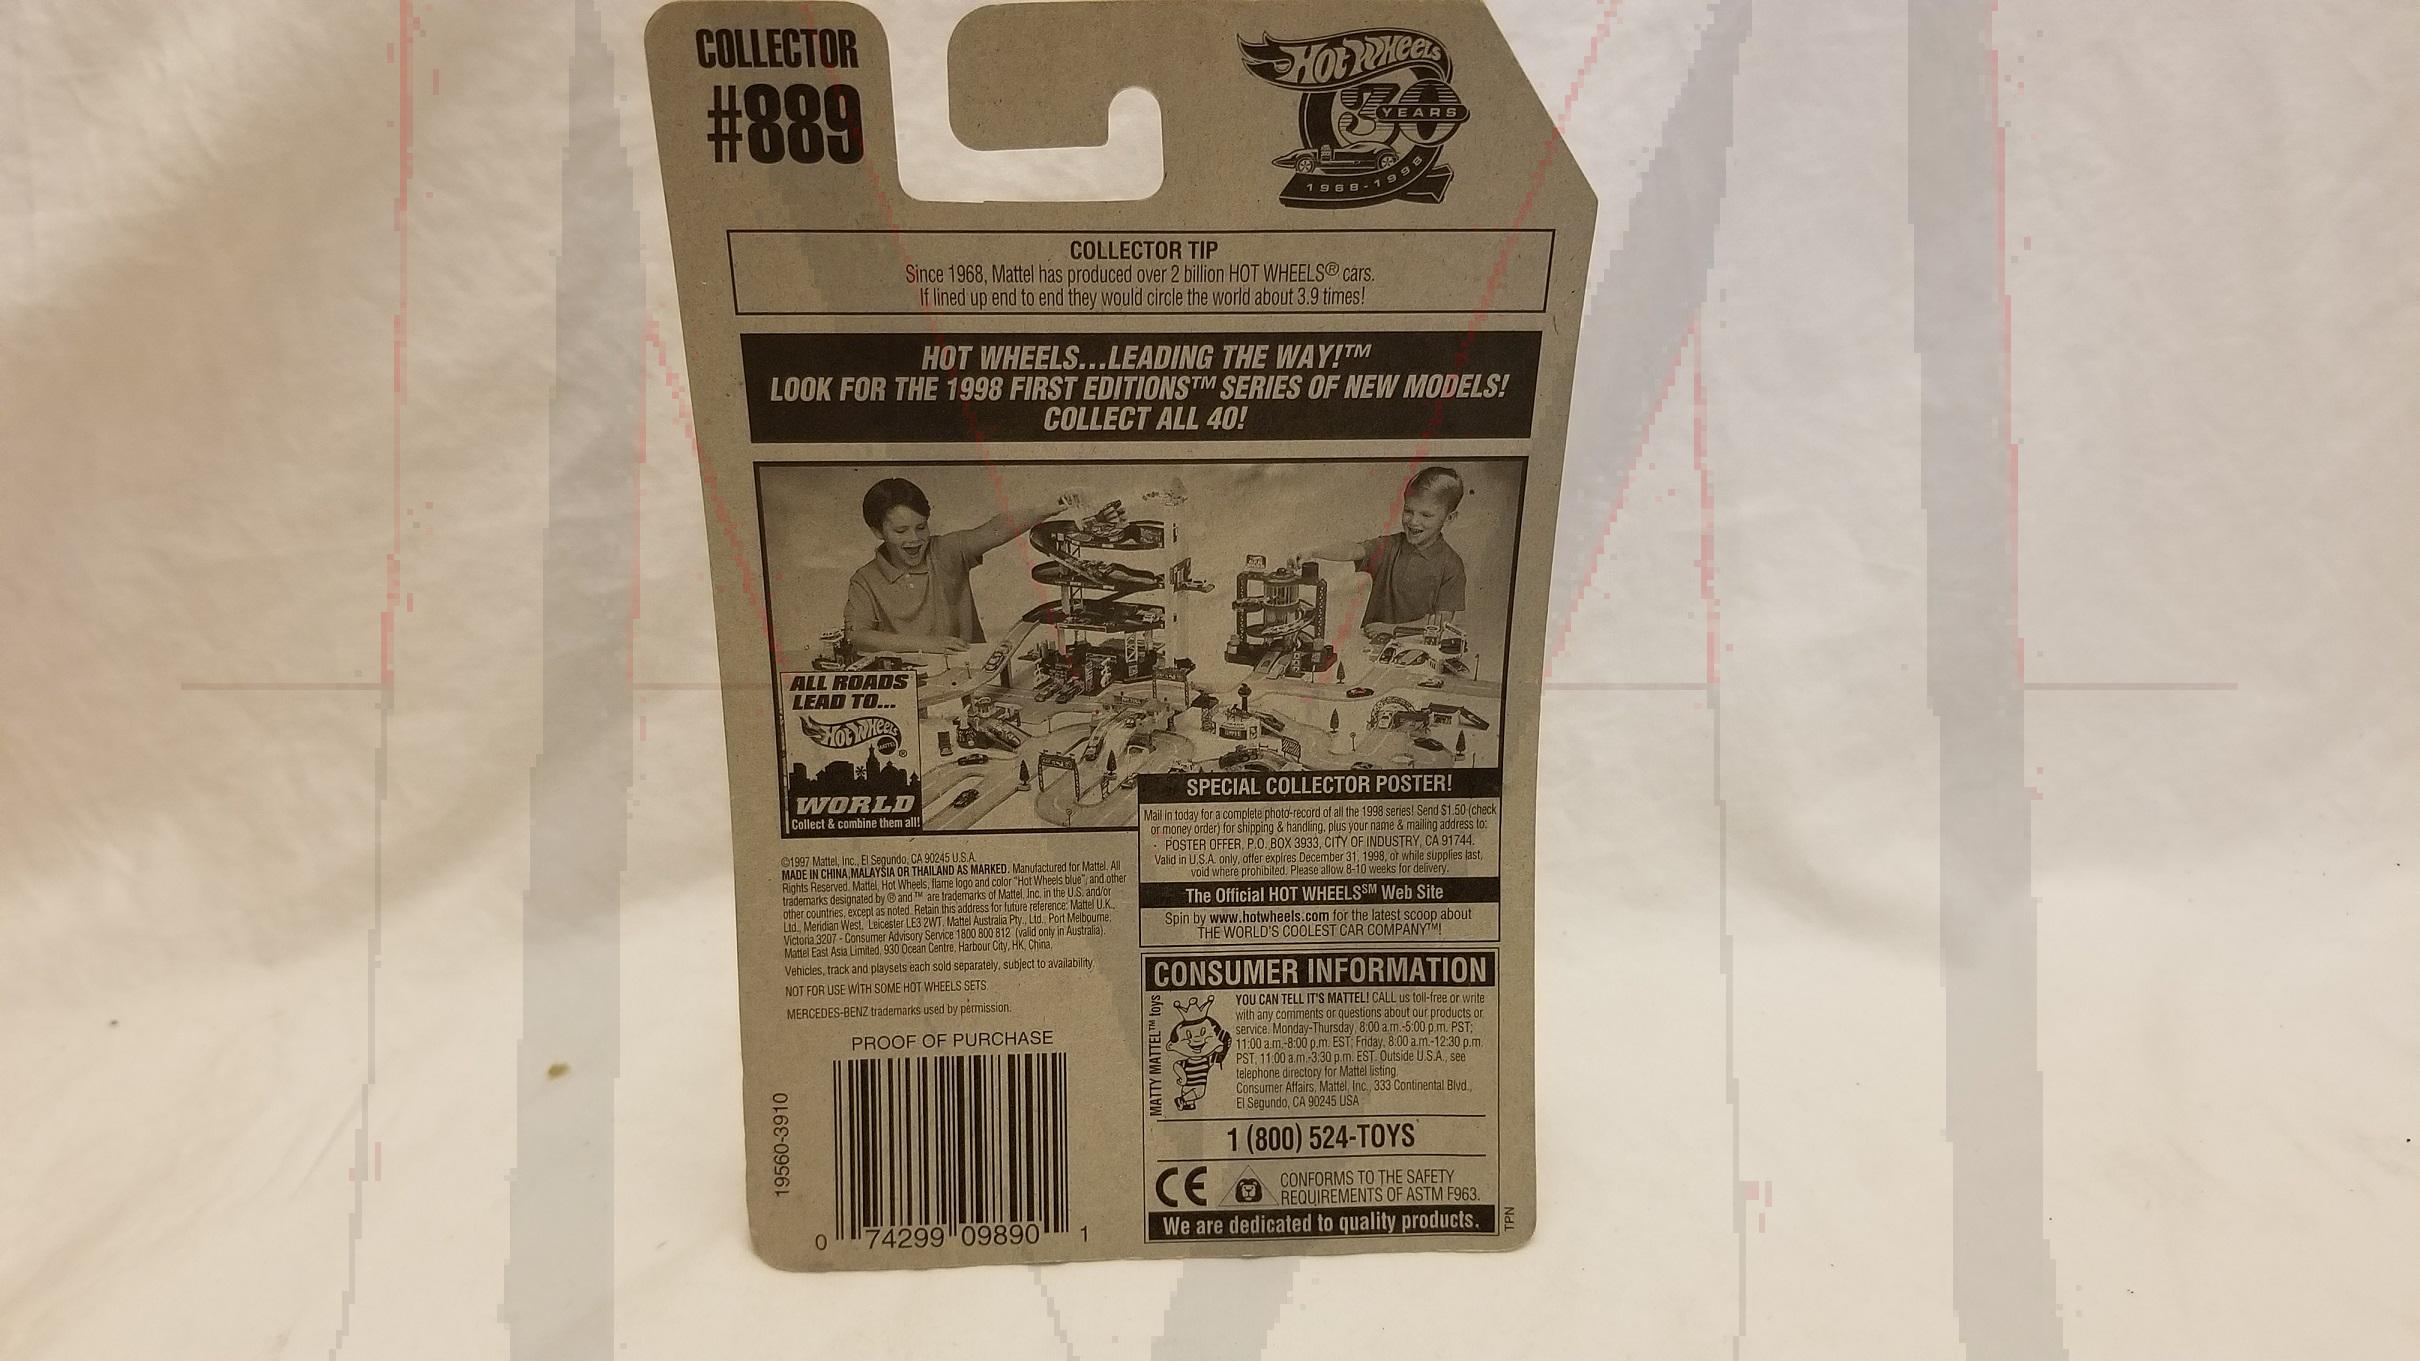 COLLECTOR
#889
HOT WHEELS
30
YEARS
1968-1998
COLLECTOR TIP
Since 1968, Mattel has produced over 2 billion HOT WHEELS® cars.
If lined up end to end they would circle the world about 3.9 times!
HOT WHEELS...LEADING THE WAY!™
LOOK FOR THE 1998 FIRST EDITIONS™ SERIES OF NEW MODELS!
COLLECT ALL 40!
ALL ROADS
LEAD TO...
HOT WHEELS
MATTEL
®
WORLD
Collect & combine them all!
SPECIAL COLLECTOR POSTER!
Mail in today for a complete photo-record of all the 1998 series! Send $1.50 (check
or money order) for shipping & handling, plus your name & mailing address to:
POSTER OFFER, P.O. BOX 3933, CITY OF INDUSTRY, CA 91744.
Valid in U.S.A. only, offer expires December 31, 1998, or while supplies last,
void where prohibited. Please allow 8-10 weeks for delivery.
The Official HOT WHEELS℠ Web Site
Spin by www.hotwheels.com for the latest scoop about
THE WORLD'S COOLEST CAR COMPANY™!
©1997 Mattel, Inc., El Segundo, CA 90245 U.S.A.
MADE IN CHINA, MALAYSIA OR THAILAND AS MARKED. Manufactured for Mattel. All
Rights Reserved. Mattel, Hot Wheels, flame logo and color "Hot Wheels blue", and other
trademarks designated by ® and ™ are trademarks of Mattel, Inc. in the U.S. and/or
other countries, except as noted. Retain this address for future reference: Mattel U.K.,
Ltd., Meridian West, Leicester LE3 2WT. Mattel Australia Pty., Ltd., Port Melbourne,
Victoria 3207 - Consumer Advisory Service 1800 800 812 (valid only in Australia).
Mattel East Asia Limited, 930 Ocean Centre, Harbour City, HK, China.
Vehicles, track and playsets each sold separately, subject to availability.
NOT FOR USE WITH SOME HOT WHEELS SETS.
MERCEDES-BENZ trademarks used by permission.
PROOF OF PURCHASE
19560-3910
0 74299 09890 1
CONSUMER INFORMATION
MATTY MATTEL™ toys
YOU CAN TELL IT'S MATTEL! CALL us toll-free or write
with any comments or questions about our products or
service. Monday-Thursday, 8:00 a.m.-5:00 p.m. PST;
11:00 a.m.-8:00 p.m. EST; Friday, 8:00 a.m.-12:30 p.m.
PST, 11:00 a.m.-3:30 p.m. EST. Outside U.S.A., see
telephone directory for Mattel listing.
Consumer Affairs, Mattel, Inc., 333 Continental Blvd.,
El Segundo, CA 90245 USA
1 (800) 524-TOYS
CE
CONFORMS TO THE SAFETY
REQUIREMENTS OF ASTM F963.
We are dedicated to quality products.
TPN